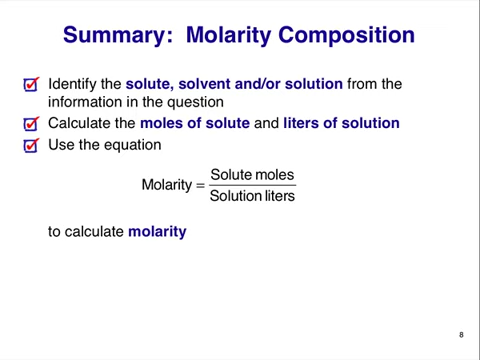 Summary: Molarity Composition
Identify the solute, solvent and/or solution from the
information in the question
Calculate the moles of solute and liters of solution
Use the equation
Molarity = Solute moles
Solution liters
to calculate molarity
8